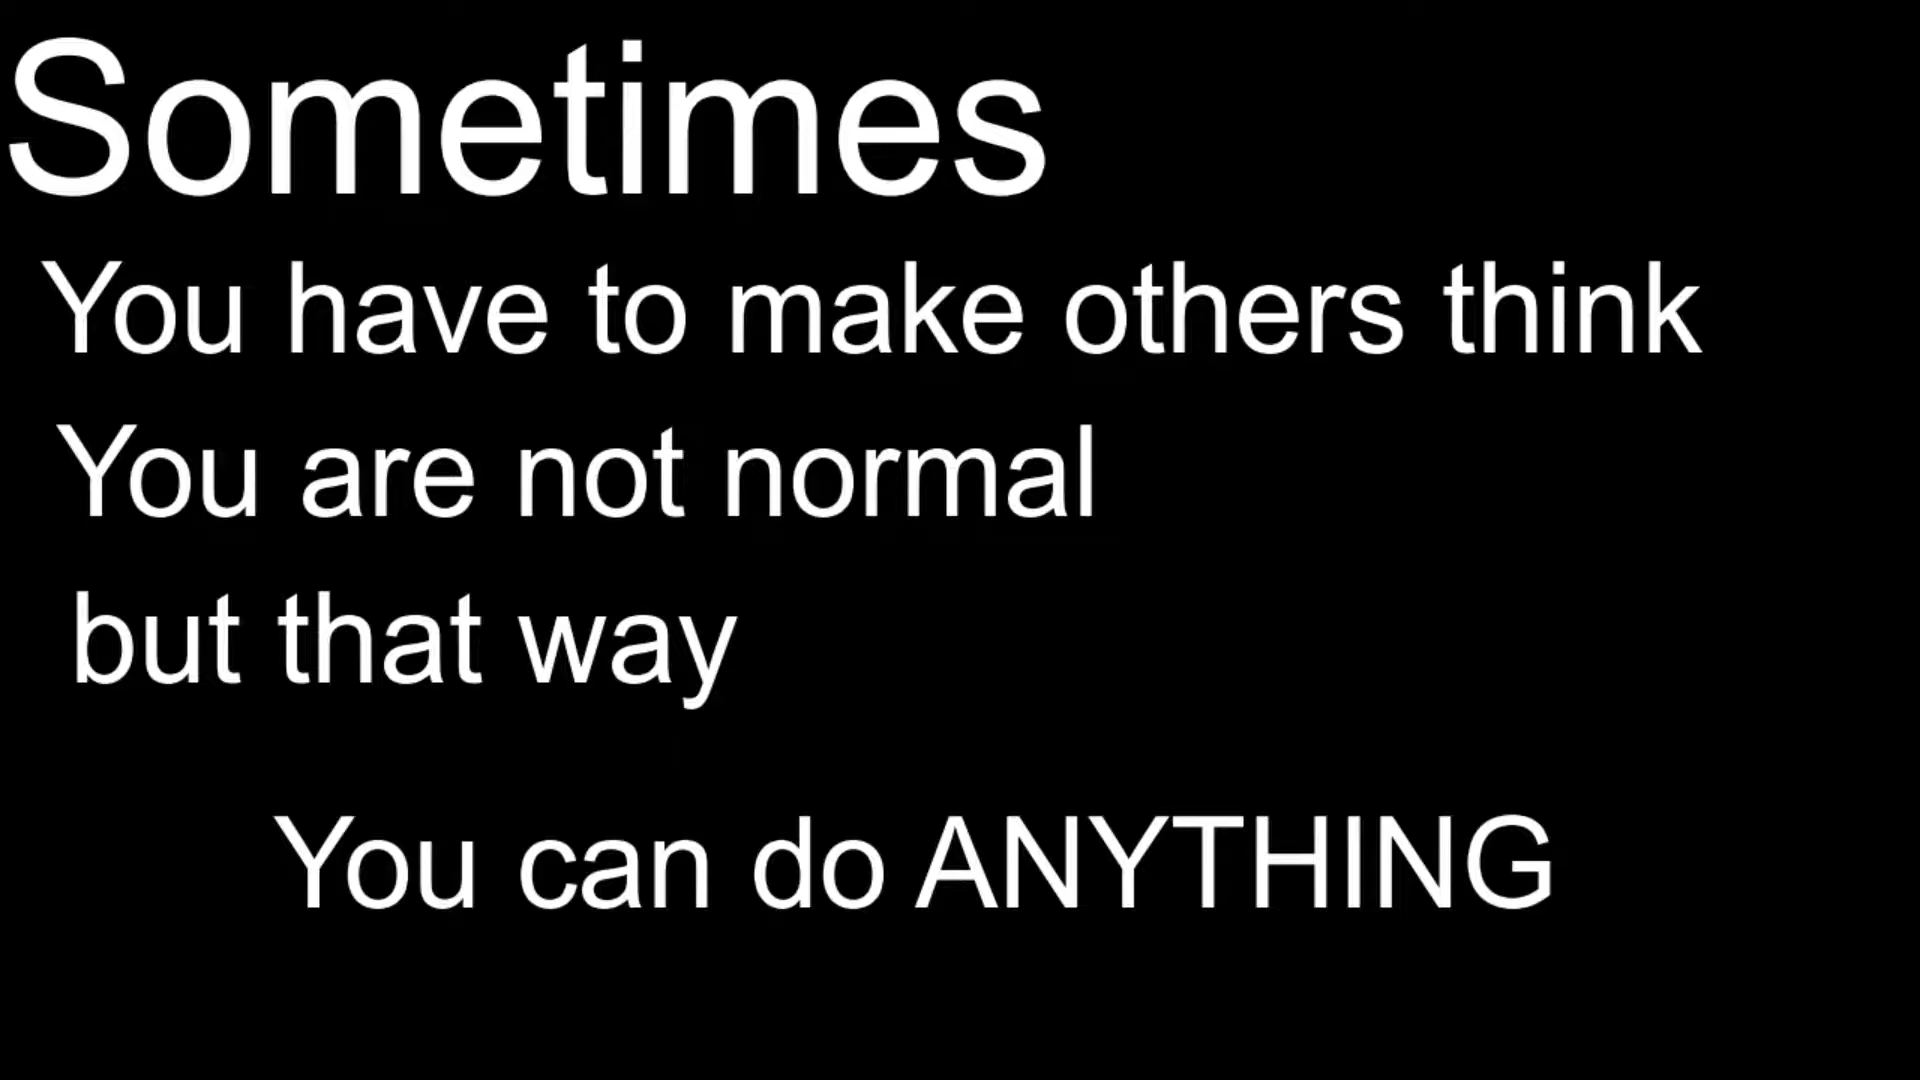 Sometimes
You have to make others think
You are not normal
but that way
You can do ANYTHING